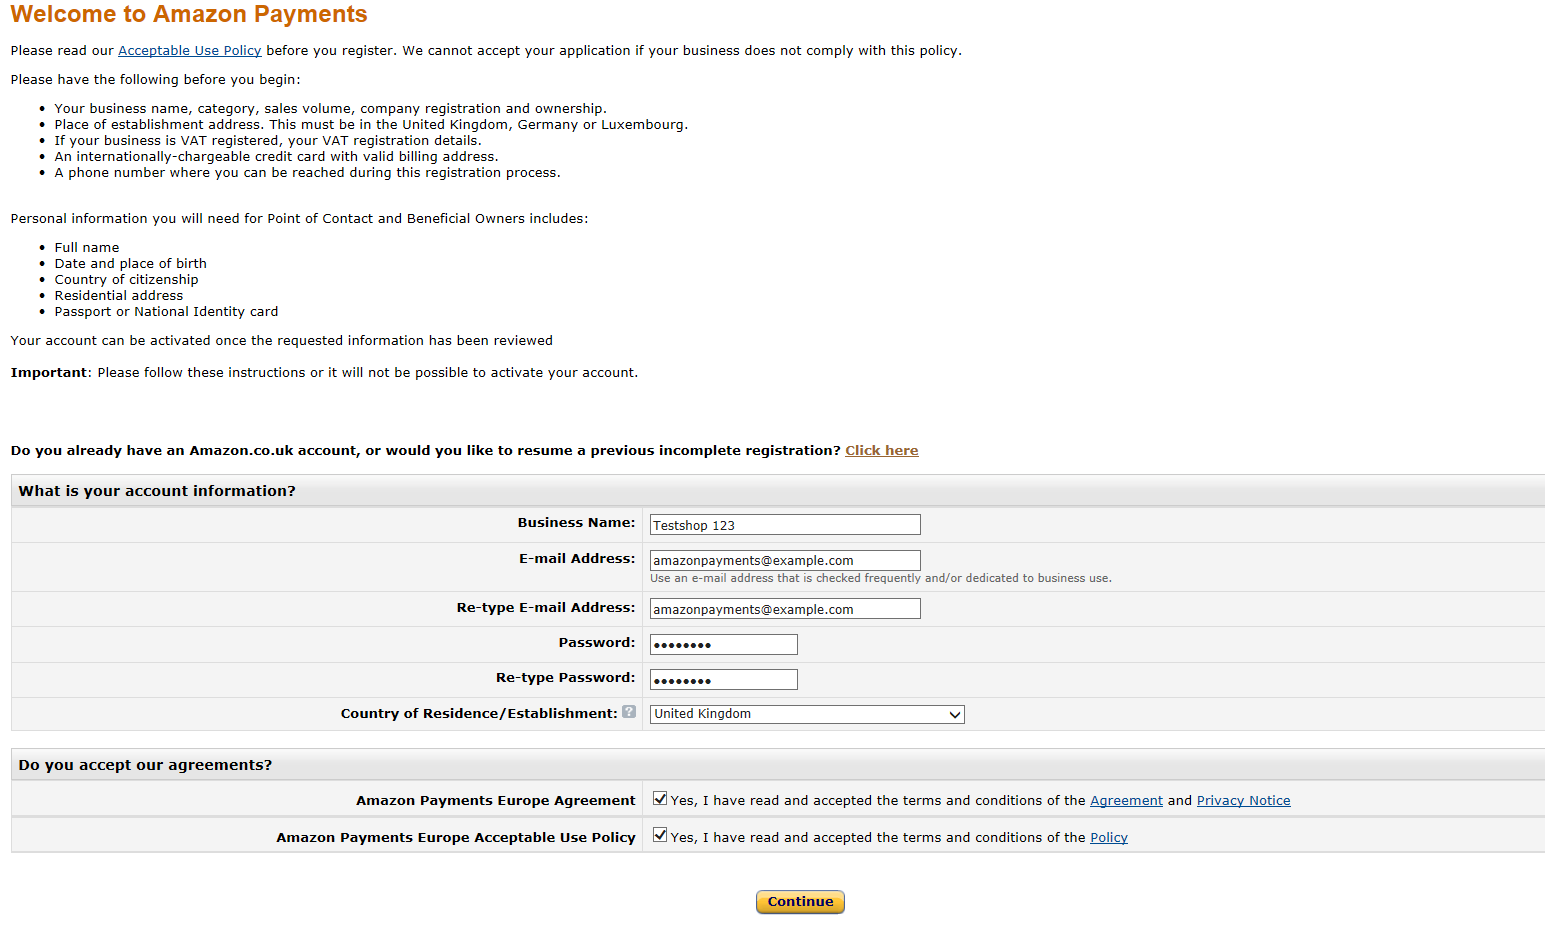 Welcome to Amazon Payments
Please read our Acceptable Use Policy before you register. We cannot accept your application if your business does not comply with this policy.
Please have the following before you begin:
• Your business name, category, sales volume, company registration and ownership.
• Place of establishment address. This must be in the United Kingdom, Germany or Luxembourg.
• If your business is VAT registered, your VAT registration details.
• An internationally-chargeable credit card with valid billing address.
• A phone number where you can be reached during this registration process.
Personal information you will need for Point of Contact and Beneficial Owners includes:
• Full name
• Date and place of birth
• Country of citizenship
• Residential address
• Passport or National Identity card
Your account can be activated once the requested information has been reviewed
Important: Please follow these instructions or it will not be possible to activate your account.
Do you already have an Amazon.co.uk account, or would you like to resume a previous incomplete registration? Click here
What is your account information?
Business Name: Testshop 123
E-mail Address: amazonpayments@example.com
Use an e-mail address that is checked frequently and/or dedicated to business use.
Re-type E-mail Address: amazonpayments@example.com
Password: ••••••••
Re-type Password: ••••••••
Country of Residence/Establishment: ? United Kingdom
Do you accept our agreements?
Amazon Payments Europe Agreement Yes, I have read and accepted the terms and conditions of the Agreement and Privacy Notice
Amazon Payments Europe Acceptable Use Policy Yes, I have read and accepted the terms and conditions of the Policy
Continue